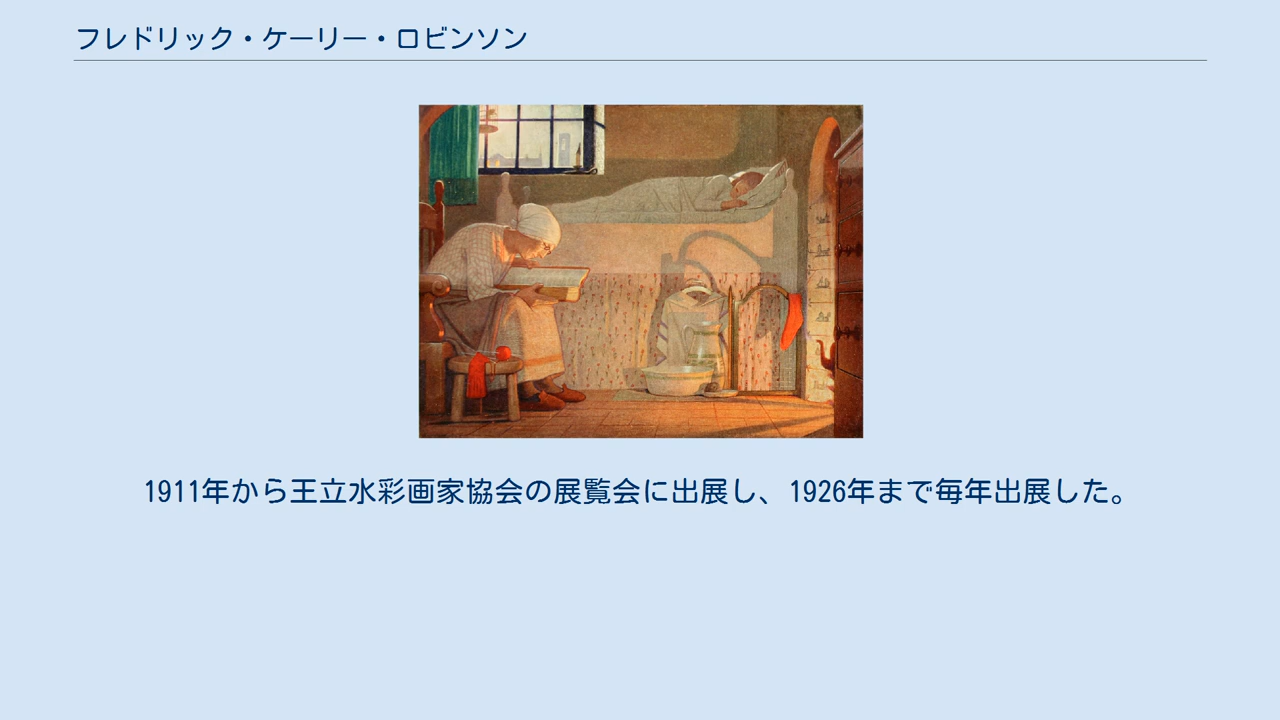 フレドリック・ケーリー・ロビンソン
1911年から王立水彩画家協会の展覧会に出展し、1926年まで毎年出展した。